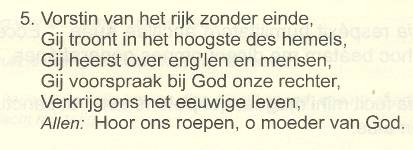 5. Vorstin van het rijk zonder einde,
Gij troont in het hoogste des hemels,
Gij heerst over eng'len en mensen,
Gij voorspraak bij God onze rechter,
Verkrijg ons het eeuwige leven,
Allen: Hoor ons roepen, o moeder van God.